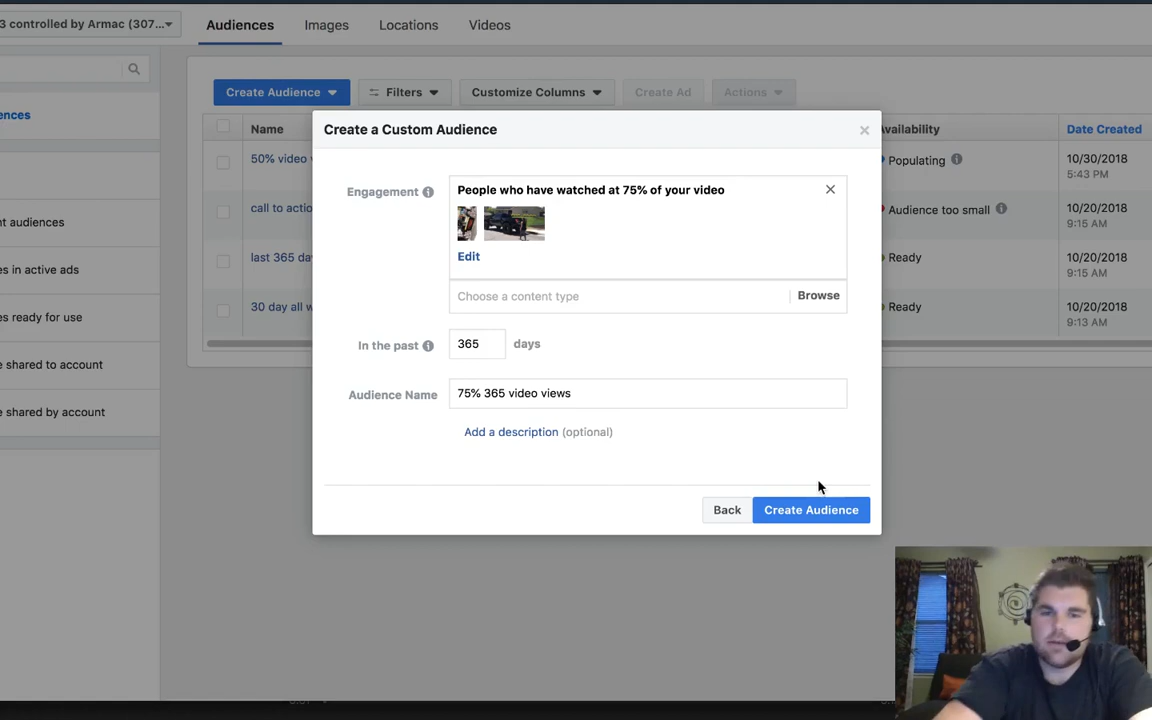 3 controlled by Armac (307...
Audiences
Images
Locations
Videos
Create Audience
Filters
Customize Columns
Create Ad
Actions
ences
Name
Availability
Date Created
Create a Custom Audience
50% video
Populating
10/30/2018
5:43 PM
Engagement
People who have watched at 75% of your video
Edit
call to actio
Audience too small
10/20/2018
9:15 AM
nt audiences
last 365 da
Ready
10/20/2018
9:15 AM
es in active ads
Choose a content type
Browse
30 day all
Ready
10/20/2018
9:13 AM
es ready for use
In the past
365
days
e shared to account
Audience Name
75% 365 video views
e shared by account
Add a description (optional)
Back
Create Audience